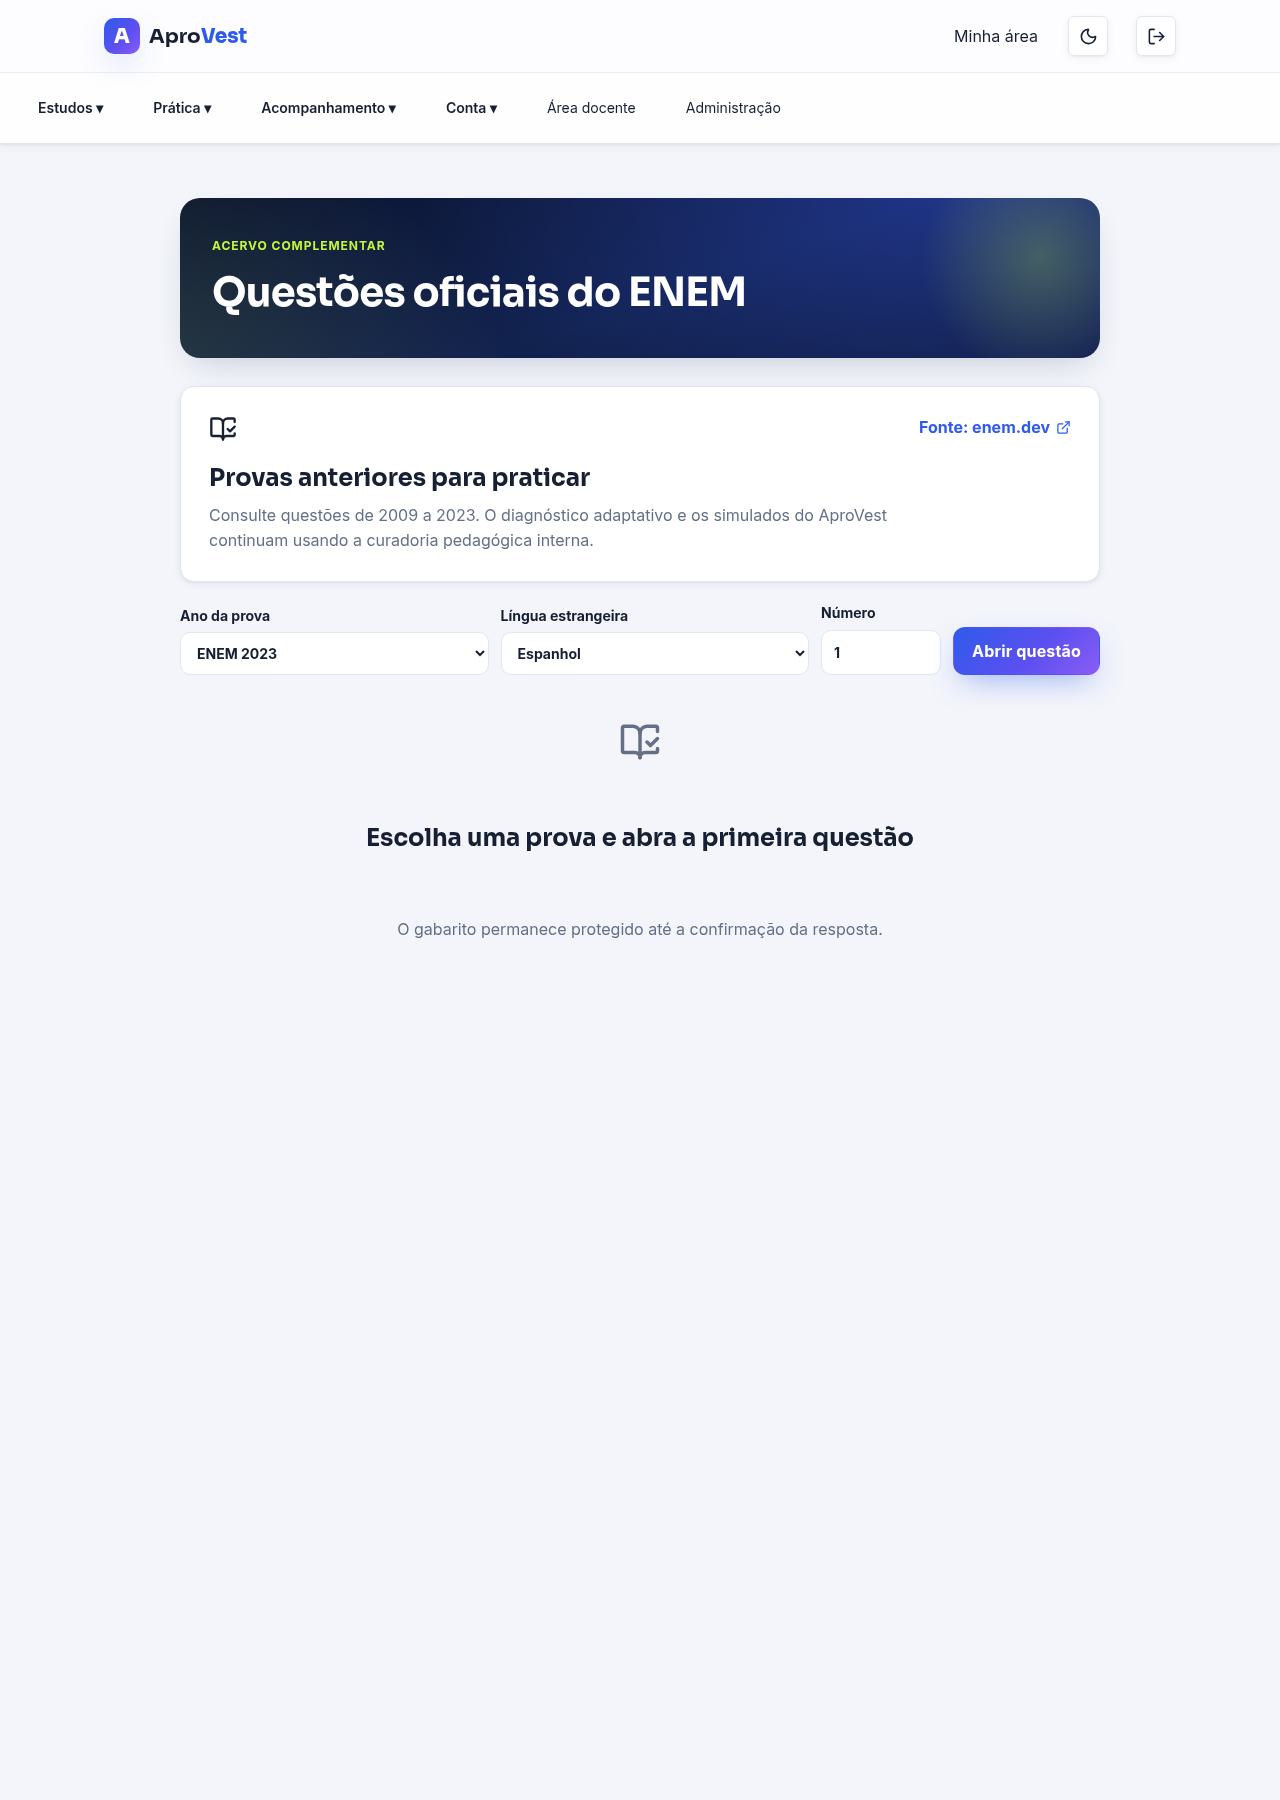 A AproVest
Minha área
Estudos ▾ Prática ▾ Acompanhamento ▾ Conta ▾ Área docente Administração
ACERVO COMPLEMENTAR
Questões oficiais do ENEM
Fonte: enem.dev
Provas anteriores para praticar
Consulte questões de 2009 a 2023. O diagnóstico adaptativo e os simulados do AproVest
continuam usando a curadoria pedagógica interna.
Ano da prova Língua estrangeira Número
ENEM 2023 Espanhol 1 Abrir questão
Escolha uma prova e abra a primeira questão
O gabarito permanece protegido até a confirmação da resposta.